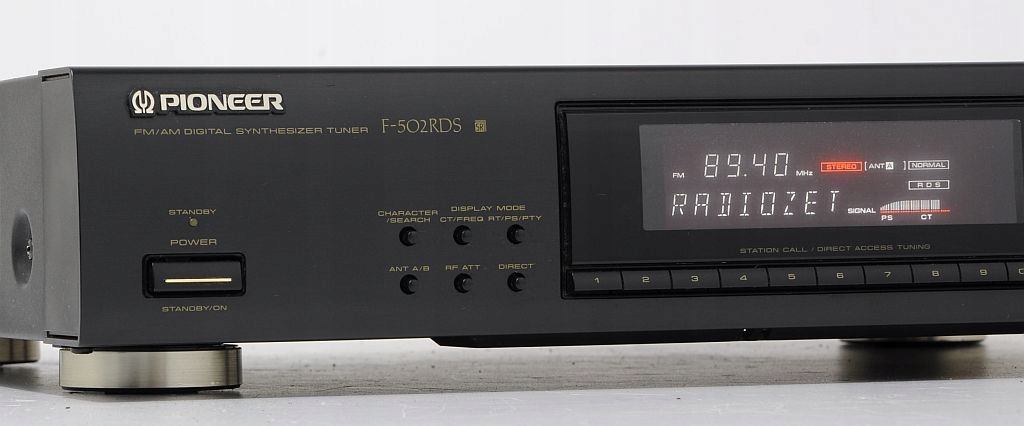 PIONEER
FM/AM DIGITAL SYNTHESIZER TUNER F-502RDS
STANDBY
POWER
STANDBY/ON
CHARACTER
/SEARCH
DISPLAY MODE
CT/FREQ RT/PS/PTY
ANT A/B RF ATT DIRECT
FM 89.40 MHz STEREO [ANT A ] NORMAL
RDS
RADIOZET SIGNAL
PS CT
STATION CALL / DIRECT ACCESS TUNING
1 2 3 4 5 6 7 8 9 0